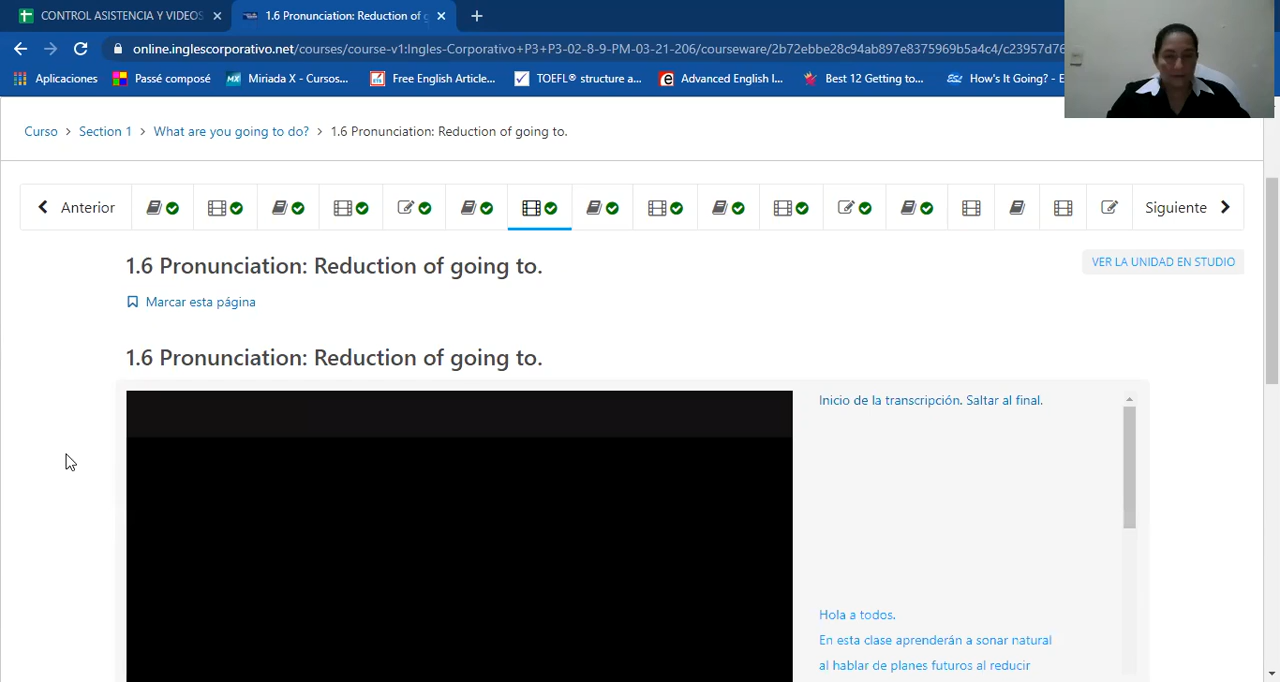 CONTROL ASISTENCIA Y VIDEOS
1.6 Pronunciation: Reduction of g
online.inglescorporativo.net/courses/course-v1:Ingles-Corporativo+P3+P3-02-8-9-PM-03-21-206/courseware/2b72ebbe28c94ab897e8375969b5a4c4/c23957d76
Aplicaciones
Passé composé
Miriada X - Cursos...
Free English Article...
TOEFL® structure a...
Advanced English I...
Best 12 Getting to...
How's It Going? - E
Curso > Section 1 > What are you going to do? > 1.6 Pronunciation: Reduction of going to.
Anterior
Siguiente
1.6 Pronunciation: Reduction of going to.
VER LA UNIDAD EN STUDIO
Marcar esta página
1.6 Pronunciation: Reduction of going to.
Inicio de la transcripción. Saltar al final.
Hola a todos.
En esta clase aprenderán a sonar natural
al hablar de planes futuros al reducir